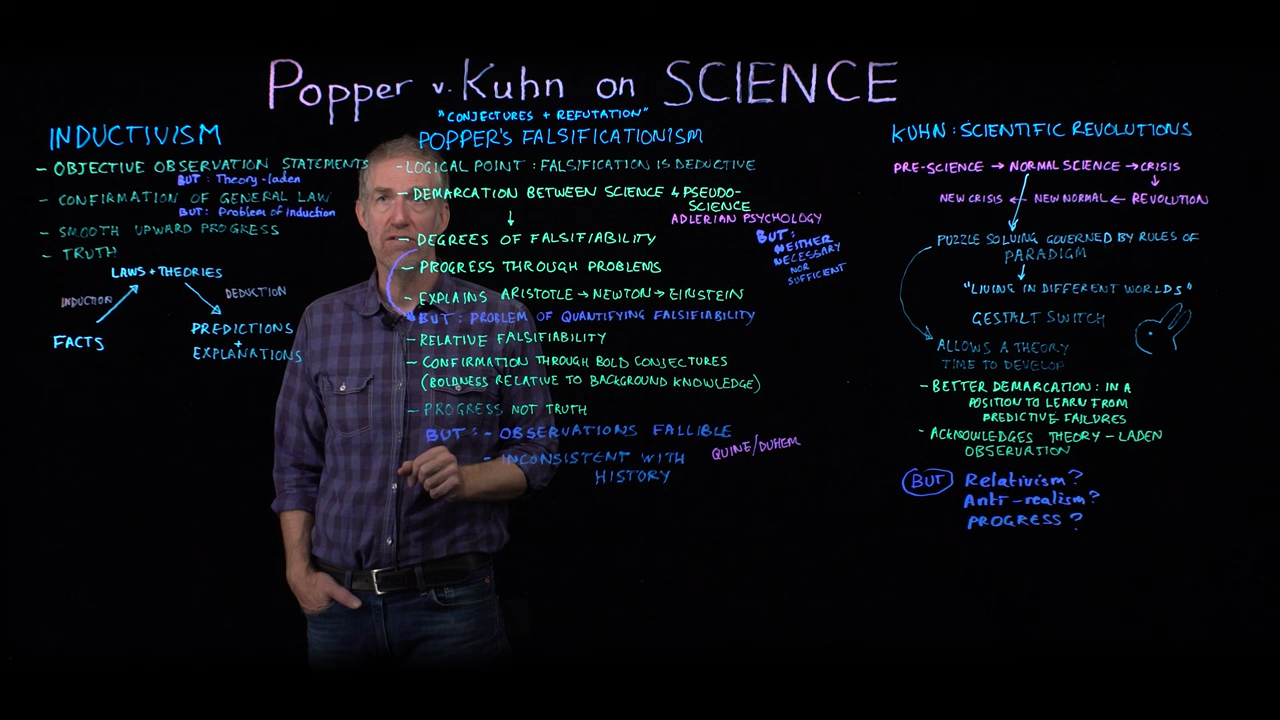 Popper v. Kuhn on SCIENCE
INDUCTIVISM
- OBJECTIVE OBSERVATION STATEMENTS
BUT: Theory-laden
- CONFIRMATION OF GENERAL LAW
BUT: Problem of Induction
- SMOOTH UPWARD PROGRESS
- TRUTH
LAWS + THEORIES
INDUCTION
DEDUCTION
FACTS
PREDICTIONS
+
EXPLANATIONS
"CONJECTURES + REFUTATION"
POPPER'S FALSIFICATIONISM
- LOGICAL POINT: FALSIFICATION IS DEDUCTIVE
- DEMARCATION BETWEEN SCIENCE & PSEUDO-
SCIENCE
ADLERIAN PSYCHOLOGY
BUT:
NEITHER
NECESSARY
NOR
SUFFICIENT
- DEGREES OF FALSIFIABILITY
- PROGRESS THROUGH PROBLEMS
- EXPLAINS ARISTOTLE → NEWTON → EINSTEIN
BUT: PROBLEM OF QUANTIFYING FALSIFIABILITY
- RELATIVE FALSIFIABILITY
- CONFIRMATION THROUGH BOLD CONJECTURES
(BOLDNESS RELATIVE TO BACKGROUND KNOWLEDGE)
- PROGRESS NOT TRUTH
BUT: - OBSERVATIONS FALLIBLE
- INCONSISTENT WITH
HISTORY
QUINE/DUHEM
KUHN: SCIENTIFIC REVOLUTIONS
PRE-SCIENCE → NORMAL SCIENCE → CRISIS
NEW CRISIS ← NEW NORMAL ← REVOLUTION
PUZZLE SOLVING GOVERNED BY RULES OF
PARADIGM
"LIVING IN DIFFERENT WORLDS"
GESTALT SWITCH
ALLOWS A THEORY
TIME TO DEVELOP
- BETTER DEMARCATION: IN A
POSITION TO LEARN FROM
PREDICTIVE FAILURES
- ACKNOWLEDGES THEORY-LADEN
OBSERVATION
BUT Relativism?
Anti-realism?
PROGRESS?